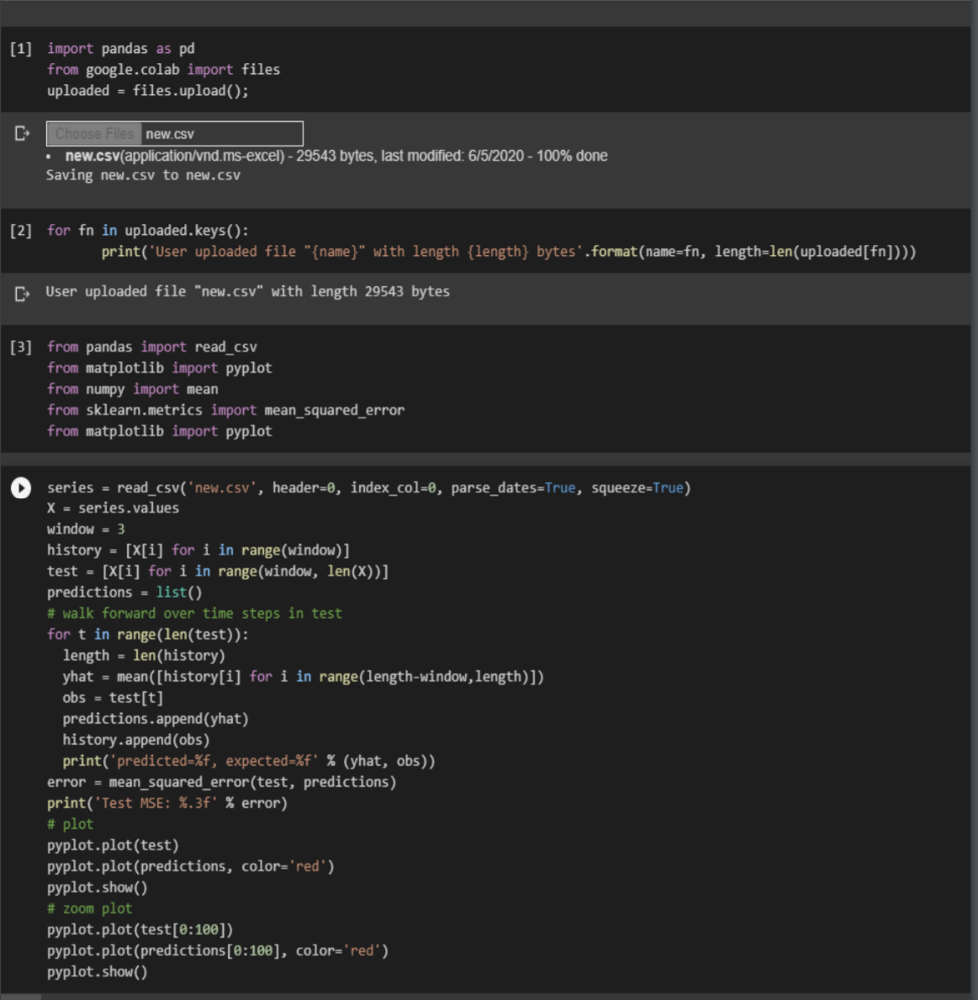 [1] import pandas as pd
from google.colab import files
uploaded = files.upload();
Choose Files new.csv
• new.csv(application/vnd.ms-excel) - 29543 bytes, last modified: 6/5/2020 - 100% done
Saving new.csv to new.csv
[2] for fn in uploaded.keys():
       print('User uploaded file "{name}" with length {length} bytes'.format(name=fn, length=len(uploaded[fn])))
User uploaded file "new.csv" with length 29543 bytes
[3] from pandas import read_csv
from matplotlib import pyplot
from numpy import mean
from sklearn.metrics import mean_squared_error
from matplotlib import pyplot
series = read_csv('new.csv', header=0, index_col=0, parse_dates=True, squeeze=True)
X = series.values
window = 3
history = [X[i] for i in range(window)]
test = [X[i] for i in range(window, len(X))]
predictions = list()
# walk forward over time steps in test
for t in range(len(test)):
  length = len(history)
  yhat = mean([history[i] for i in range(length-window,length)])
  obs = test[t]
  predictions.append(yhat)
  history.append(obs)
  print('predicted=%f, expected=%f' % (yhat, obs))
error = mean_squared_error(test, predictions)
print('Test MSE: %.3f' % error)
# plot
pyplot.plot(test)
pyplot.plot(predictions, color='red')
pyplot.show()
# zoom plot
pyplot.plot(test[0:100])
pyplot.plot(predictions[0:100], color='red')
pyplot.show()